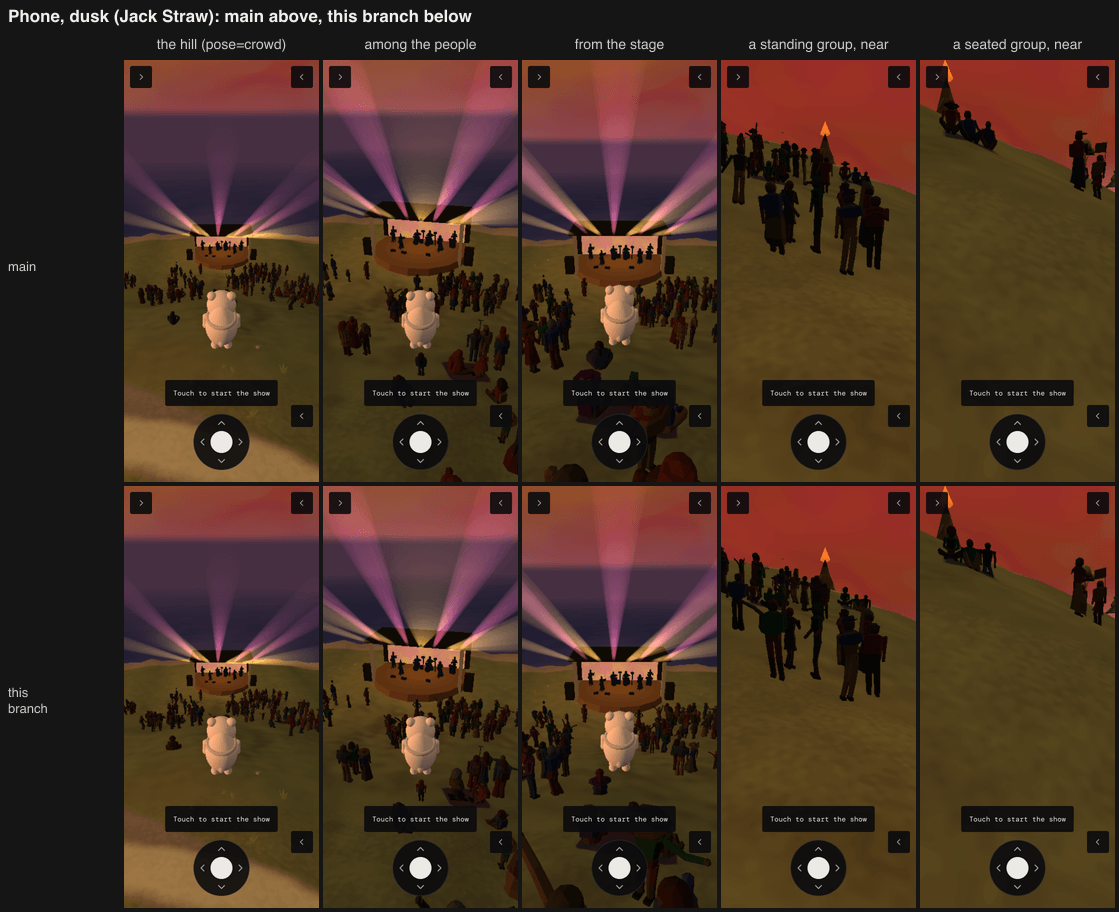 Phone, dusk (Jack Straw): main above, this branch below
the hill (pose=crowd)
among the people
from the stage
a standing group, near
a seated group, near
main
Touch to start the show
Touch to start the show
Touch to start the show
Touch to start the show
Touch to start the show
this
branch
Touch to start the show
Touch to start the show
Touch to start the show
Touch to start the show
Touch to start the show